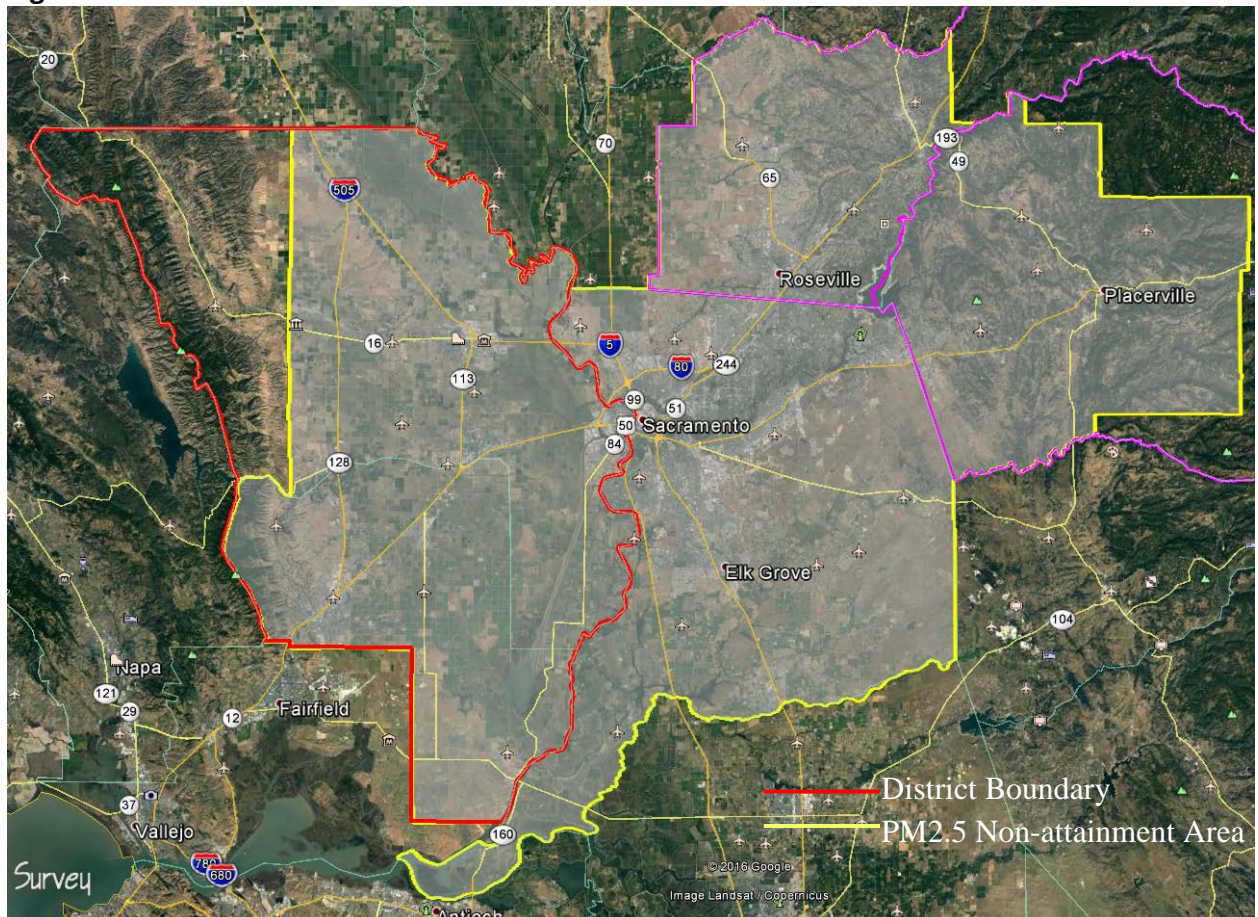 20
70
193
49
65
505
Roseville
Placerville
16
5
80
244
113
99
51
50
Sacramento
84
128
Elk Grove
104
Napa
121
29
12
Fairfield
District Boundary
37
PM2.5 Non-attainment Area
Vallejo
160
780
680
© 2016 Google
Survey
Image Landsat / Copernicus
Antioch